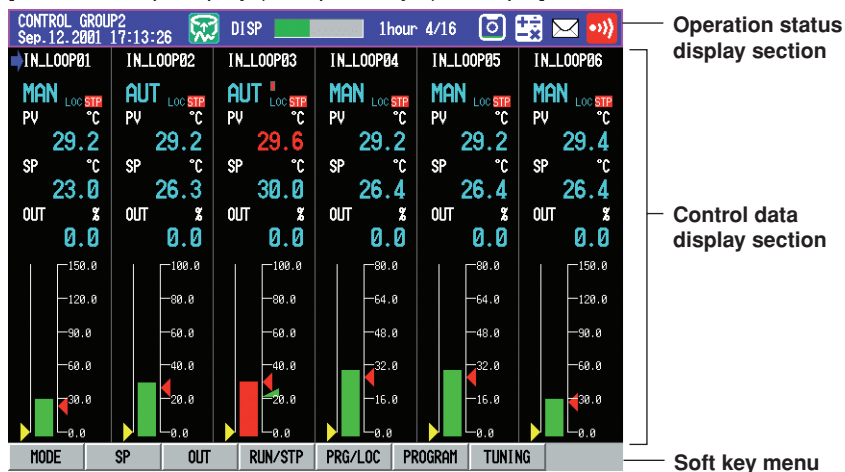 CONTROL GROUP2
Sep.12.2001 17:13:26
DISP 1hour 4/16
Operation status
display section
IN_LOOP01 IN_LOOP02 IN_LOOP03 IN_LOOP04 IN_LOOP05 IN_LOOP06
MAN LOC STP AUT LOC STP AUT LOC STP MAN LOC STP MAN LOC STP MAN LOC STP
PV °C PV °C PV °C PV °C PV °C PV °C
29.2 29.2 29.6 29.2 29.2 29.4
SP °C SP °C SP °C SP °C SP °C SP °C
23.0 26.3 30.0 26.4 26.4 26.4
OUT % OUT % OUT % OUT % OUT % OUT %
0.0 0.0 0.0 0.0 0.0 0.0
Control data
display section
150.0 100.0 100.0 80.0 80.0 150.0
120.0 80.0 80.0 64.0 64.0 120.0
90.0 60.0 60.0 48.0 48.0 90.0
60.0 40.0 40.0 32.0 32.0 60.0
30.0 20.0 20.0 16.0 16.0 30.0
0.0 0.0 0.0 0.0 0.0 0.0
MODE SP OUT RUN/STP PRG/LOC PROGRAM TUNING
Soft key menu